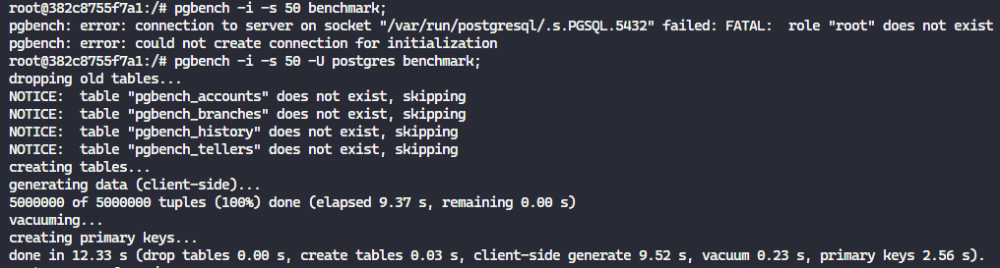 root@382c8755f7a1:/# pgbench -i -s 50 benchmark;
pgbench: error: connection to server on socket "/var/run/postgresql/.s.PGSQL.5432" failed: FATAL:  role "root" does not exist
pgbench: error: could not create connection for initialization
root@382c8755f7a1:/# pgbench -i -s 50 -U postgres benchmark;
dropping old tables...
NOTICE:  table "pgbench_accounts" does not exist, skipping
NOTICE:  table "pgbench_branches" does not exist, skipping
NOTICE:  table "pgbench_history" does not exist, skipping
NOTICE:  table "pgbench_tellers" does not exist, skipping
creating tables...
generating data (client-side)...
5000000 of 5000000 tuples (100%) done (elapsed 9.37 s, remaining 0.00 s)
vacuuming...
creating primary keys...
done in 12.33 s (drop tables 0.00 s, create tables 0.03 s, client-side generate 9.52 s, vacuum 0.23 s, primary keys 2.56 s).